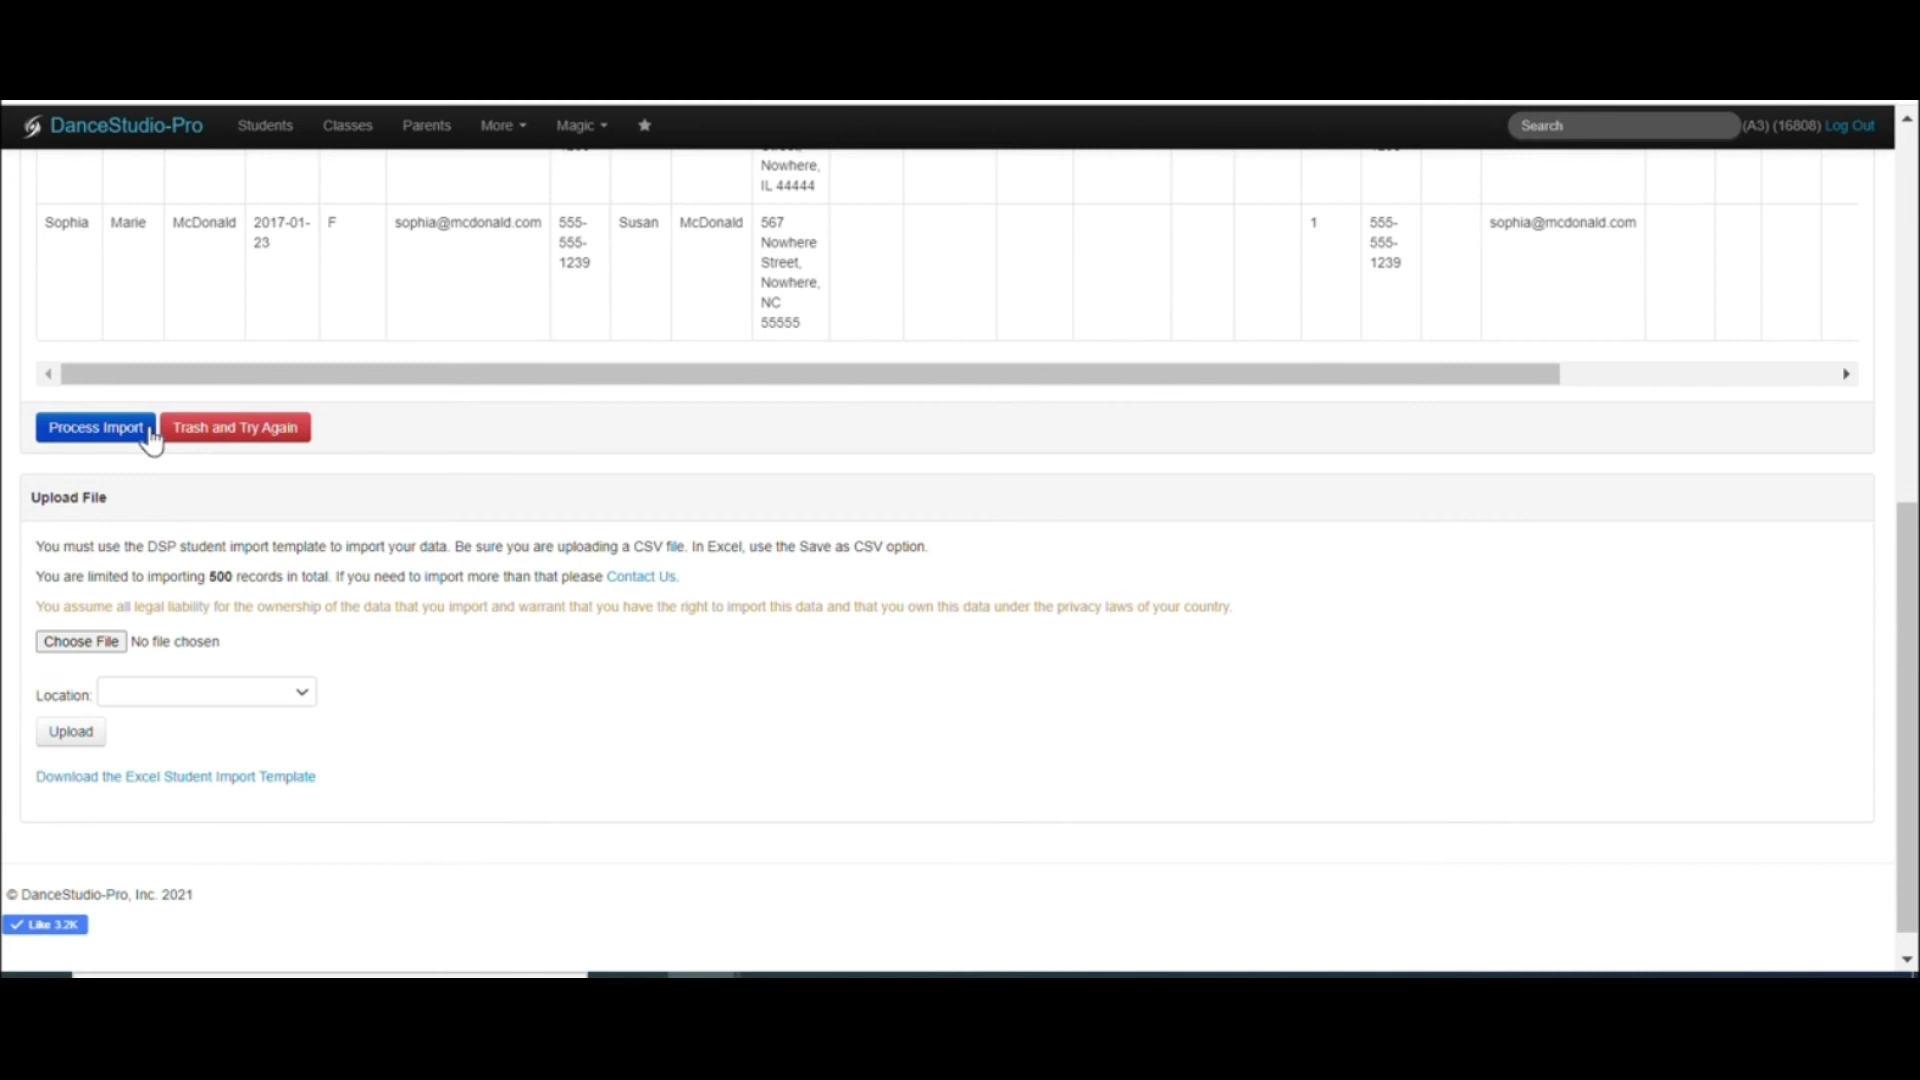 DanceStudio-Pro Students Classes Parents More Magic Search (A3) (16808) Log Out
Nowhere,
IL 44444
Sophia Marie McDonald 2017-01- F sophia@mcdonald.com 555- Susan McDonald 567 1 555- sophia@mcdonald.com
23 555- Nowhere 555-
1239 Street, 1239
Nowhere,
NC
55555
Process Import Trash and Try Again
Upload File
You must use the DSP student import template to import your data. Be sure you are uploading a CSV file. In Excel, use the Save as CSV option.
You are limited to importing 500 records in total. If you need to import more than that please Contact Us.
You assume all legal liability for the ownership of the data that you import and warrant that you have the right to import this data and that you own this data under the privacy laws of your country.
Choose File No file chosen
Location:
Upload
Download the Excel Student Import Template
© DanceStudio-Pro, Inc. 2021
Like 3.2K